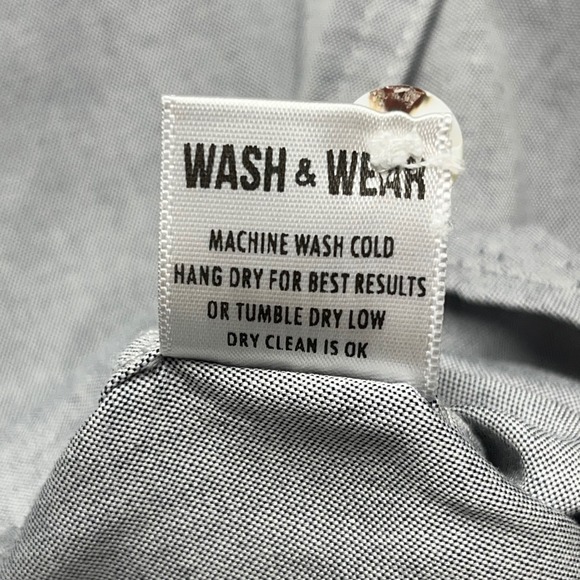 WASH & WEAR
MACHINE WASH COLD
HANG DRY FOR BEST RESULTS
OR TUMBLE DRY LOW
DRY CLEAN IS OK